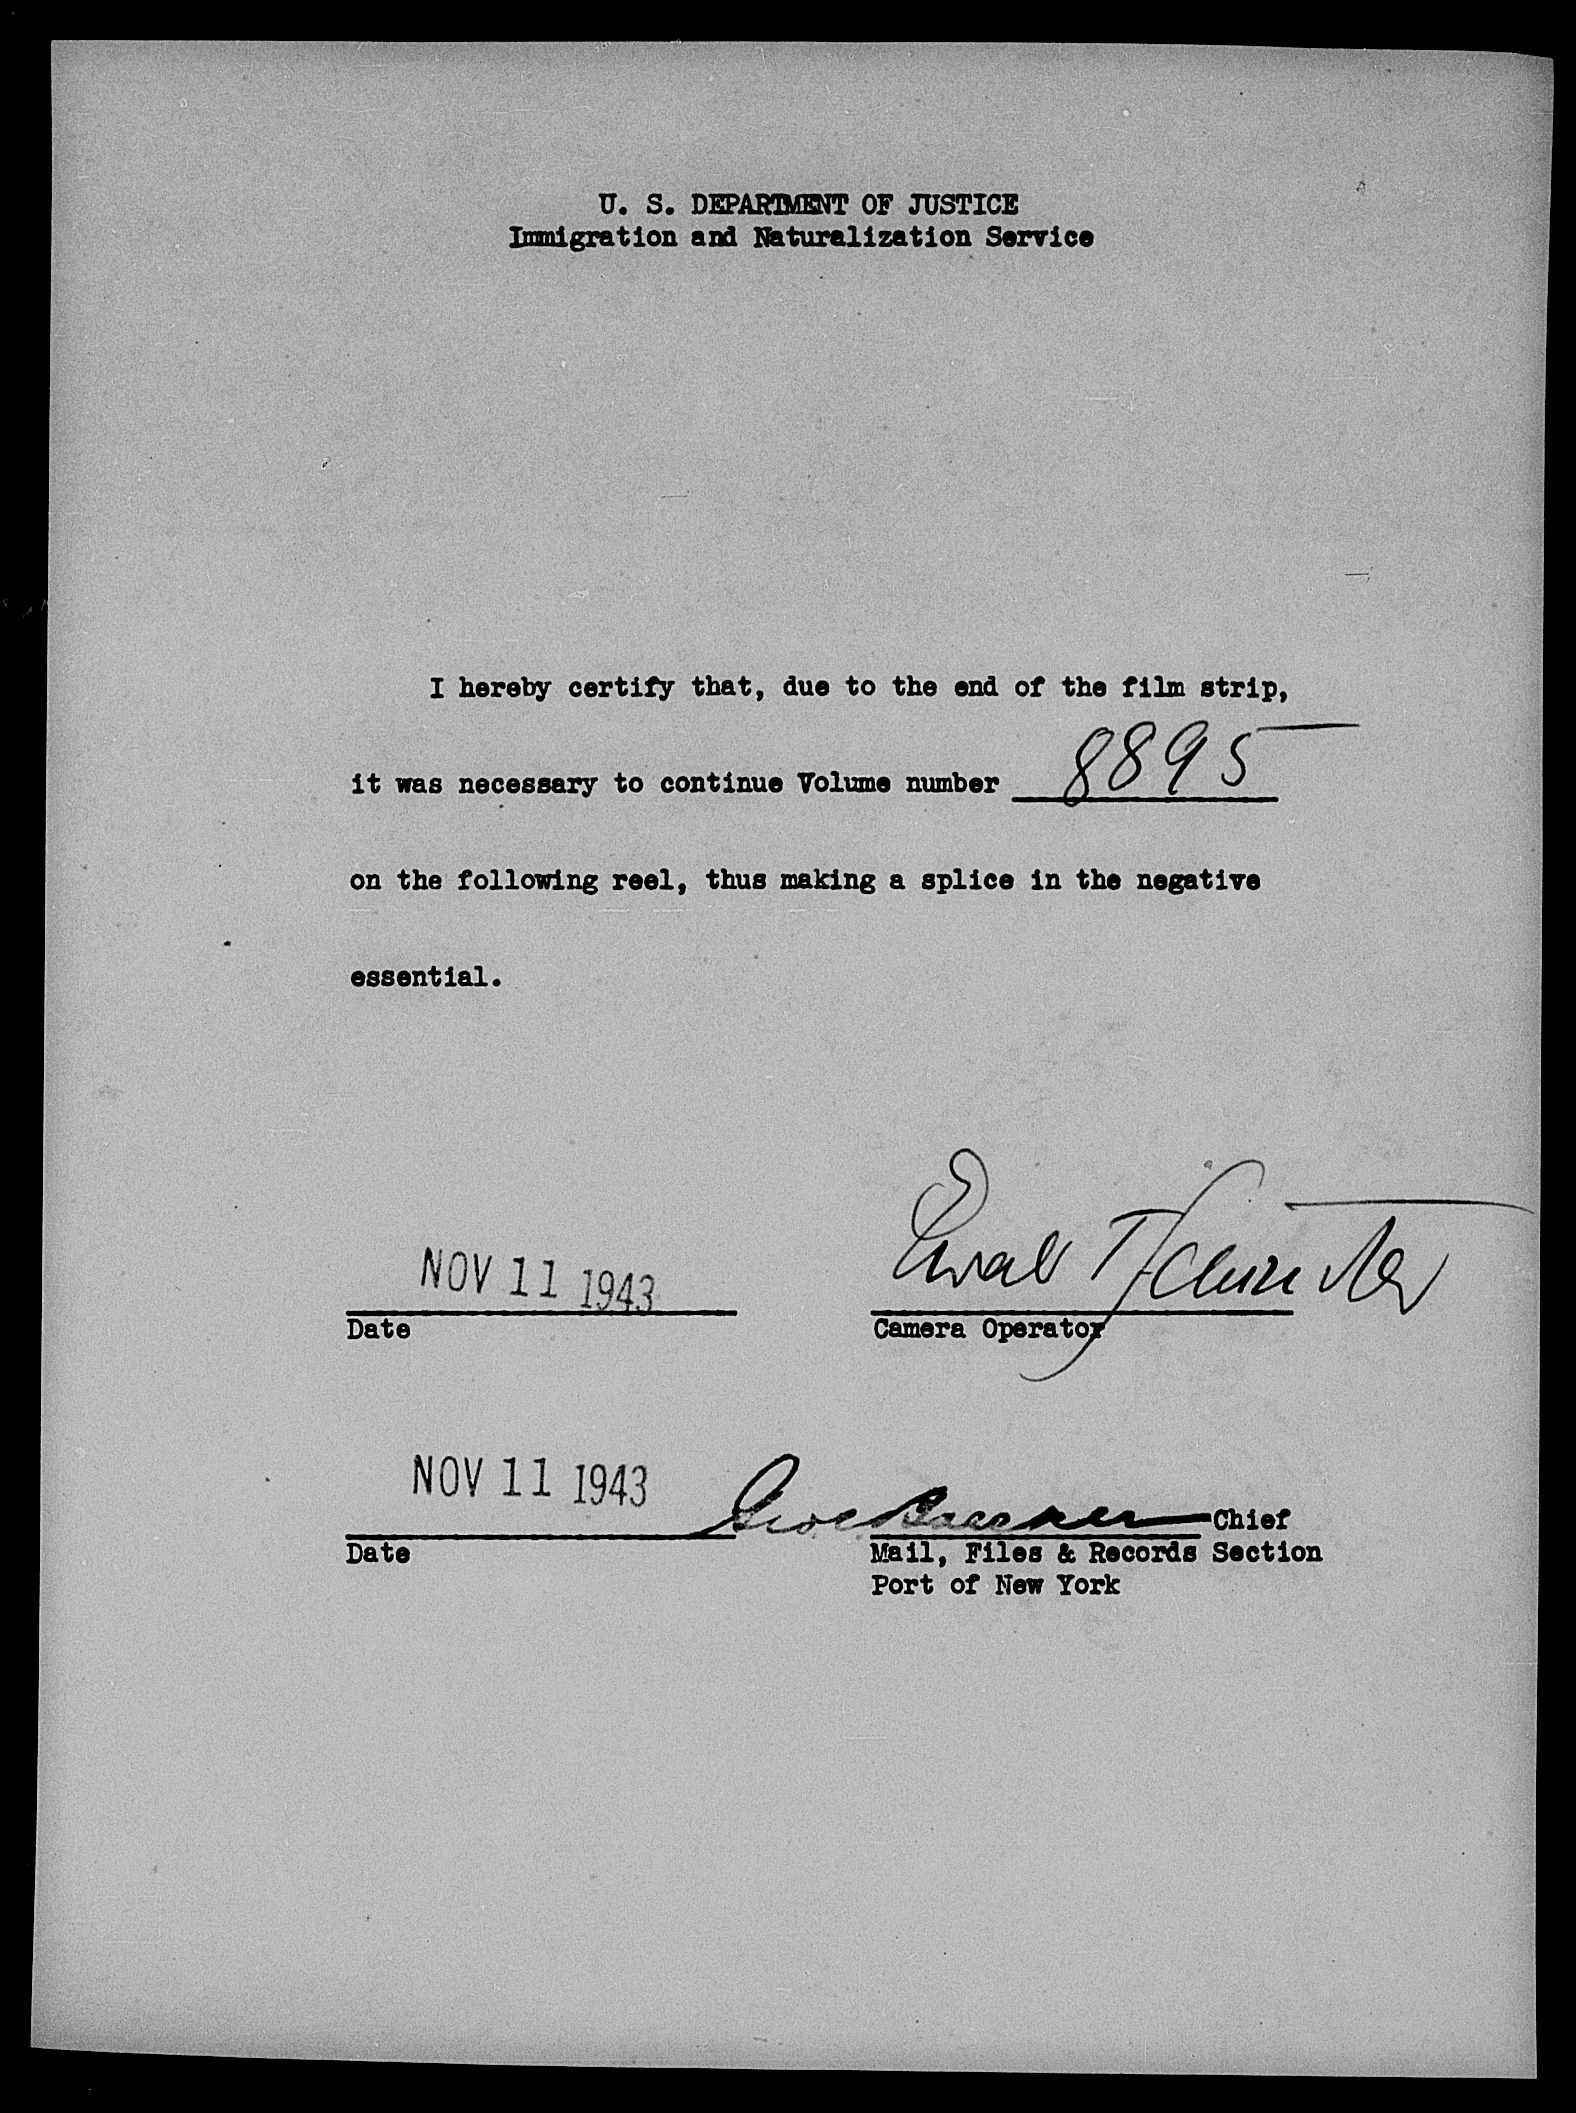 U. S. DEPARTMENT OF JUSTICE
Immigration and Naturalization Service
I hereby certify that, due to the end of the film strip,
it was necessary to continue Volume number 8895
on the following reel, thus making a splice in the negative
essential.
NOV 11 1943
Date
Camera Operator
NOV 11 1943
Chief
Date
Mail, Files & Records Section
Port of New York